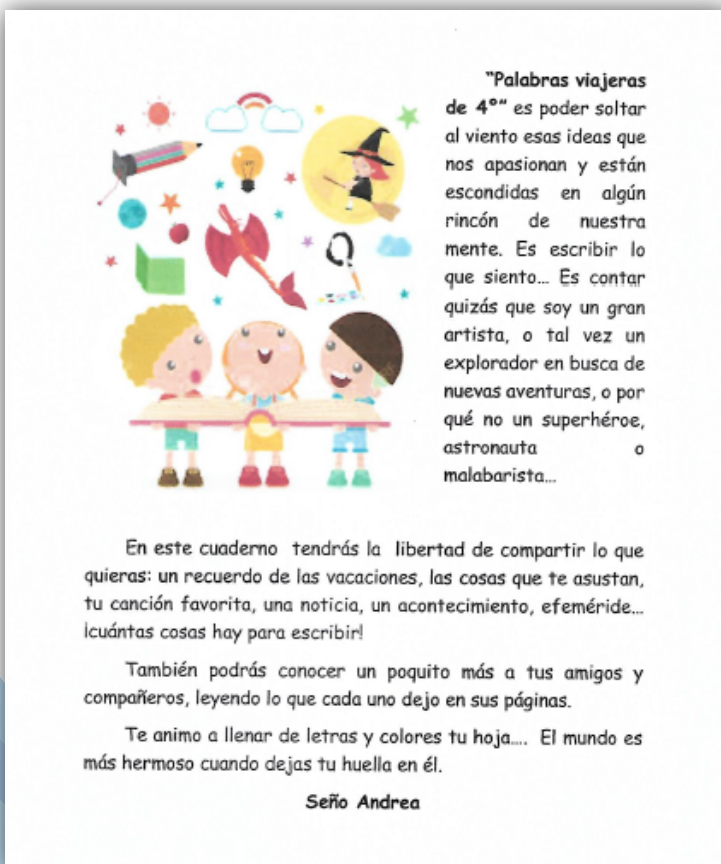 "Palabras viajeras
de 4°" es poder soltar
al viento esas ideas que
nos apasionan y están
escondidas en algún
rincón de nuestra
mente. Es escribir lo
que siento... Es contar
quizás que soy un gran
artista, o tal vez un
explorador en busca de
nuevas aventuras, o por
qué no un superhéroe,
astronauta o
malabarista...
En este cuaderno tendrás la libertad de compartir lo que
quieras: un recuerdo de las vacaciones, las cosas que te asustan,
tu canción favorita, una noticia, un acontecimiento, efeméride...
¡cuántas cosas hay para escribir!
También podrás conocer un poquito más a tus amigos y
compañeros, leyendo lo que cada uno dejo en sus páginas.
Te animo a llenar de letras y colores tu hoja.... El mundo es
más hermoso cuando dejas tu huella en él.
Seño Andrea